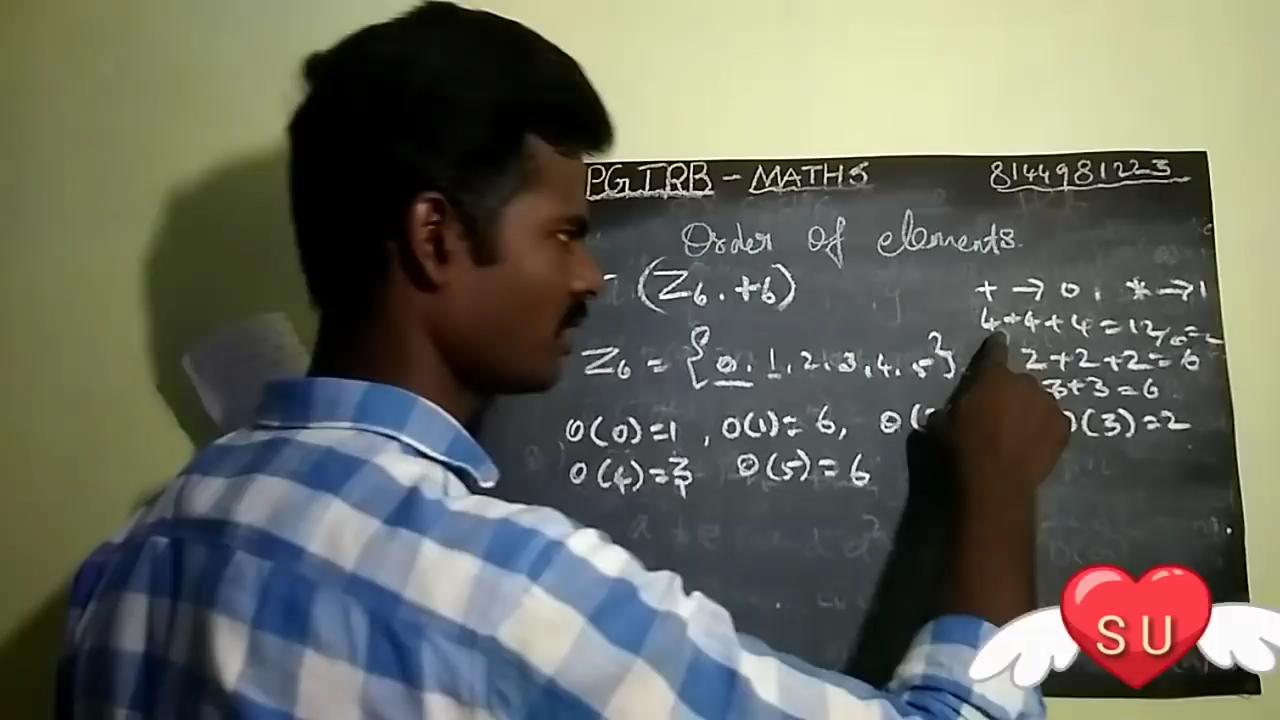 PGTRB - MATHS 8144981223
Order of elements.
(Z₆, +₆) + → 0, * → 1
4+4+4=12
Z₆ = {0, 1, 2, 3, 4, 5} 2+2+2=6
3+3=6
O(0)=1, O(1)=6, O( (3)=2
O(4)=3 O(5)=6
SU